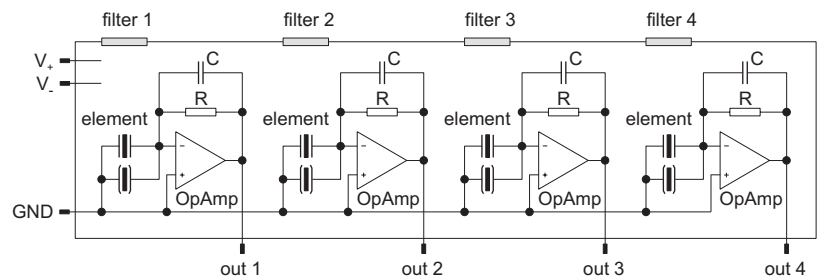 filter 1 filter 2 filter 3 filter 4
C C C C
V+
V-
R R R R
element element element element
− − − −
+ + + +
OpAmp OpAmp OpAmp OpAmp
GND
out 1 out 2 out 3 out 4